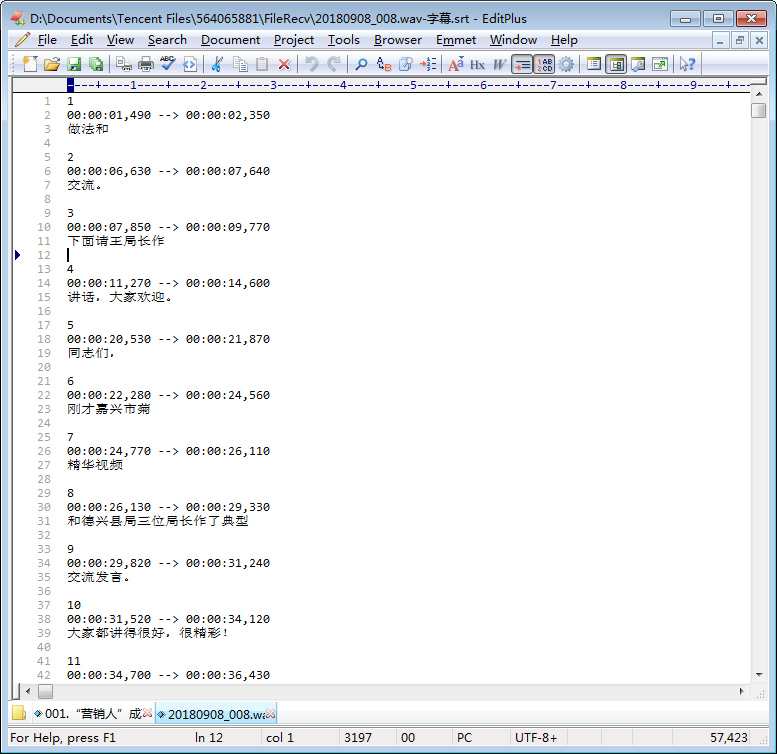 D:\Documents\Tencent Files\564065881\FileRecv\20180908_008.wav-字幕.srt - EditPlus
File Edit View Search Document Project Tools Browser Emmet Window Help
----+----1----+----2----+----3----+----4----+----5----+----6----+----7----+----8----+----9----+---
1 1
2 00:00:01,490 --> 00:00:02,350
3 做法和
4
5 2
6 00:00:06,630 --> 00:00:07,640
7 交流。
8
9 3
10 00:00:07,850 --> 00:00:09,770
11 下面请王局长作
12
13 4
14 00:00:11,270 --> 00:00:14,600
15 讲话，大家欢迎。
16
17 5
18 00:00:20,530 --> 00:00:21,870
19 同志们，
20
21 6
22 00:00:22,280 --> 00:00:24,560
23 刚才嘉兴市菊
24
25 7
26 00:00:24,770 --> 00:00:26,110
27 精华视频
28
29 8
30 00:00:26,130 --> 00:00:29,330
31 和德兴县局三位局长作了典型
32
33 9
34 00:00:29,820 --> 00:00:31,240
35 交流发言。
36
37 10
38 00:00:31,520 --> 00:00:34,120
39 大家都讲得很好，很精彩！
40
41 11
42 00:00:34,700 --> 00:00:36,430
001.“营销人”成 20180908_008.wa
For Help, press F1 ln 12 col 1 3197 00 PC UTF-8+ 57,423